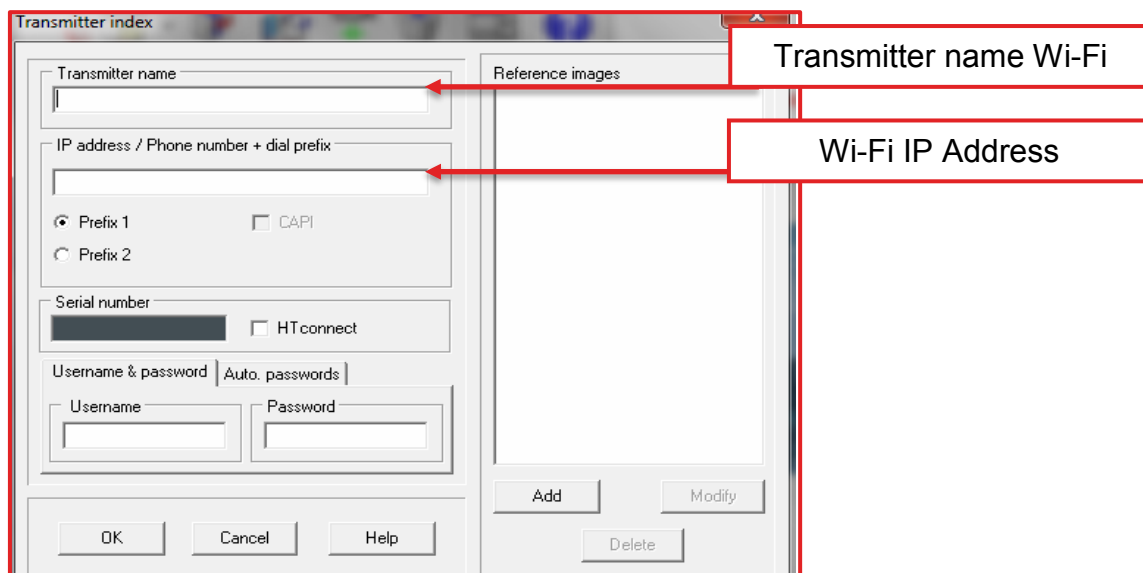 Transmitter index
Transmitter name
Transmitter name Wi-Fi
IP address / Phone number + dial prefix
Wi-Fi IP Address
Prefix 1
CAPI
Prefix 2
Serial number
HTconnect
Username & password
Auto. passwords
Username
Password
OK
Cancel
Help
Reference images
Add
Modify
Delete